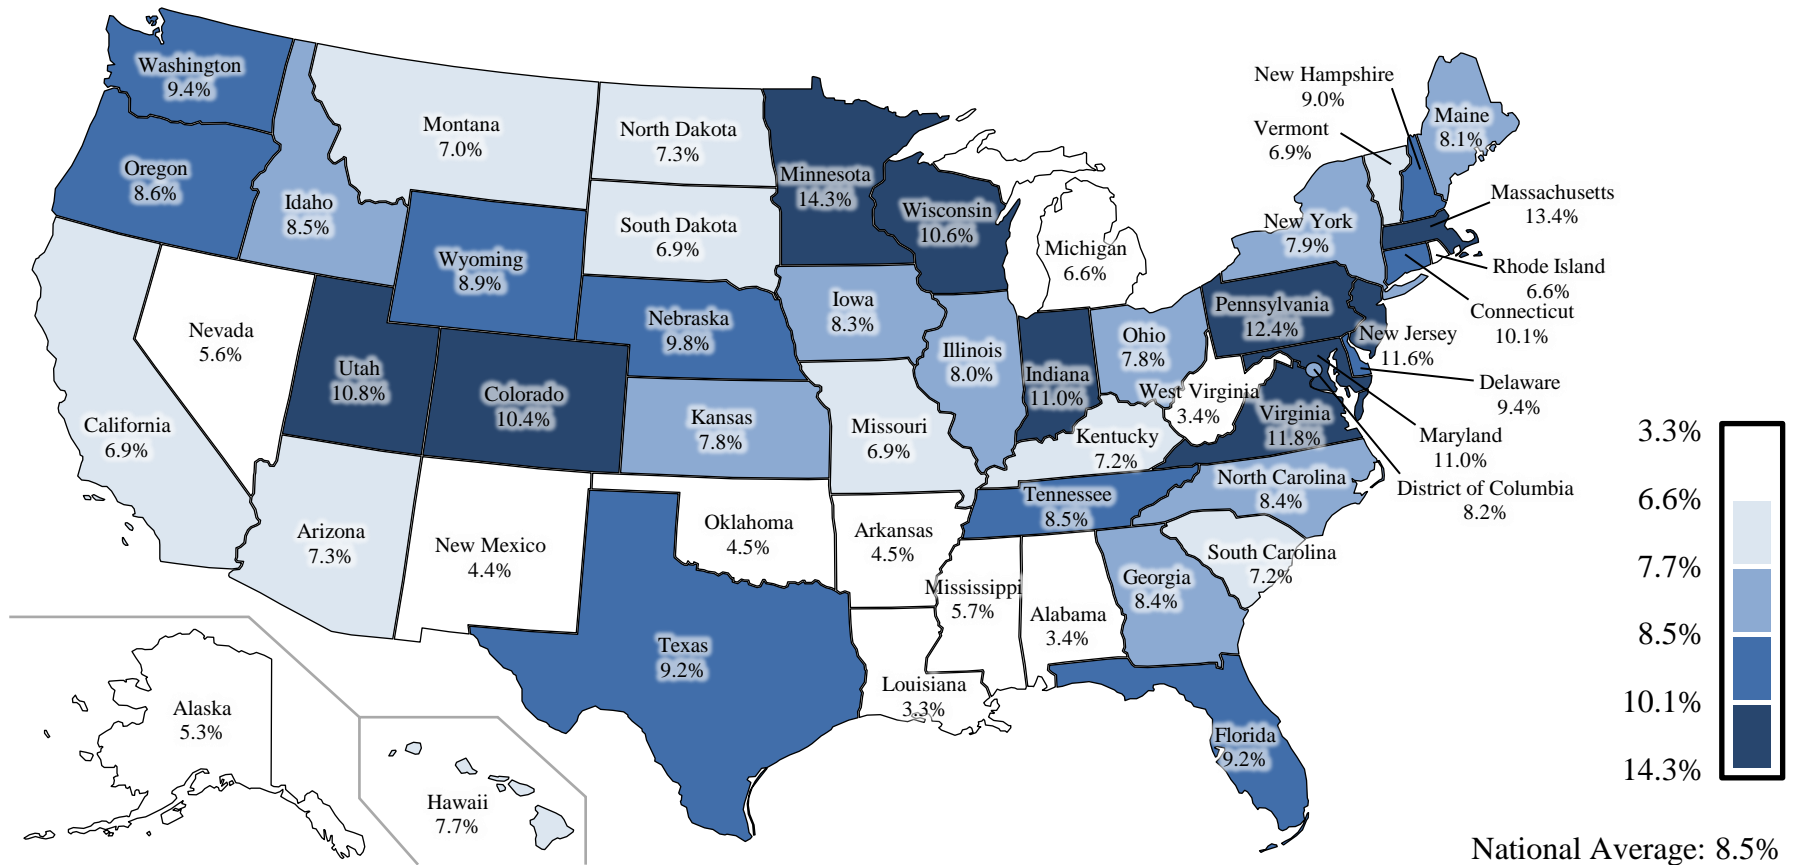 Washington
9.4%
Oregon
8.6%
California
6.9%
Nevada
5.6%
Idaho
8.5%
Montana
7.0%
Wyoming
8.9%
Utah
10.8%
Colorado
10.4%
Arizona
7.3%
New Mexico
4.4%
North Dakota
7.3%
South Dakota
6.9%
Nebraska
9.8%
Kansas
7.8%
Oklahoma
4.5%
Texas
9.2%
Minnesota
14.3%
Iowa
8.3%
Missouri
6.9%
Arkansas
4.5%
Louisiana
3.3%
Wisconsin
10.6%
Illinois
8.0%
Michigan
6.6%
Indiana
11.0%
Ohio
7.8%
Kentucky
7.2%
Tennessee
8.5%
Mississippi
5.7%
Alabama
3.4%
Georgia
8.4%
Florida
9.2%
South Carolina
7.2%
North Carolina
8.4%
Virginia
11.8%
West Virginia
3.4%
Pennsylvania
12.4%
New York
7.9%
Vermont
6.9%
New Hampshire
9.0%
Maine
8.1%
Massachusetts
13.4%
Rhode Island
6.6%
Connecticut
10.1%
New Jersey
11.6%
Delaware
9.4%
Maryland
11.0%
District of Columbia
8.2%
Alaska
5.3%
Hawaii
7.7%
3.3%
6.6%
7.7%
8.5%
10.1%
14.3%
National Average: 8.5%